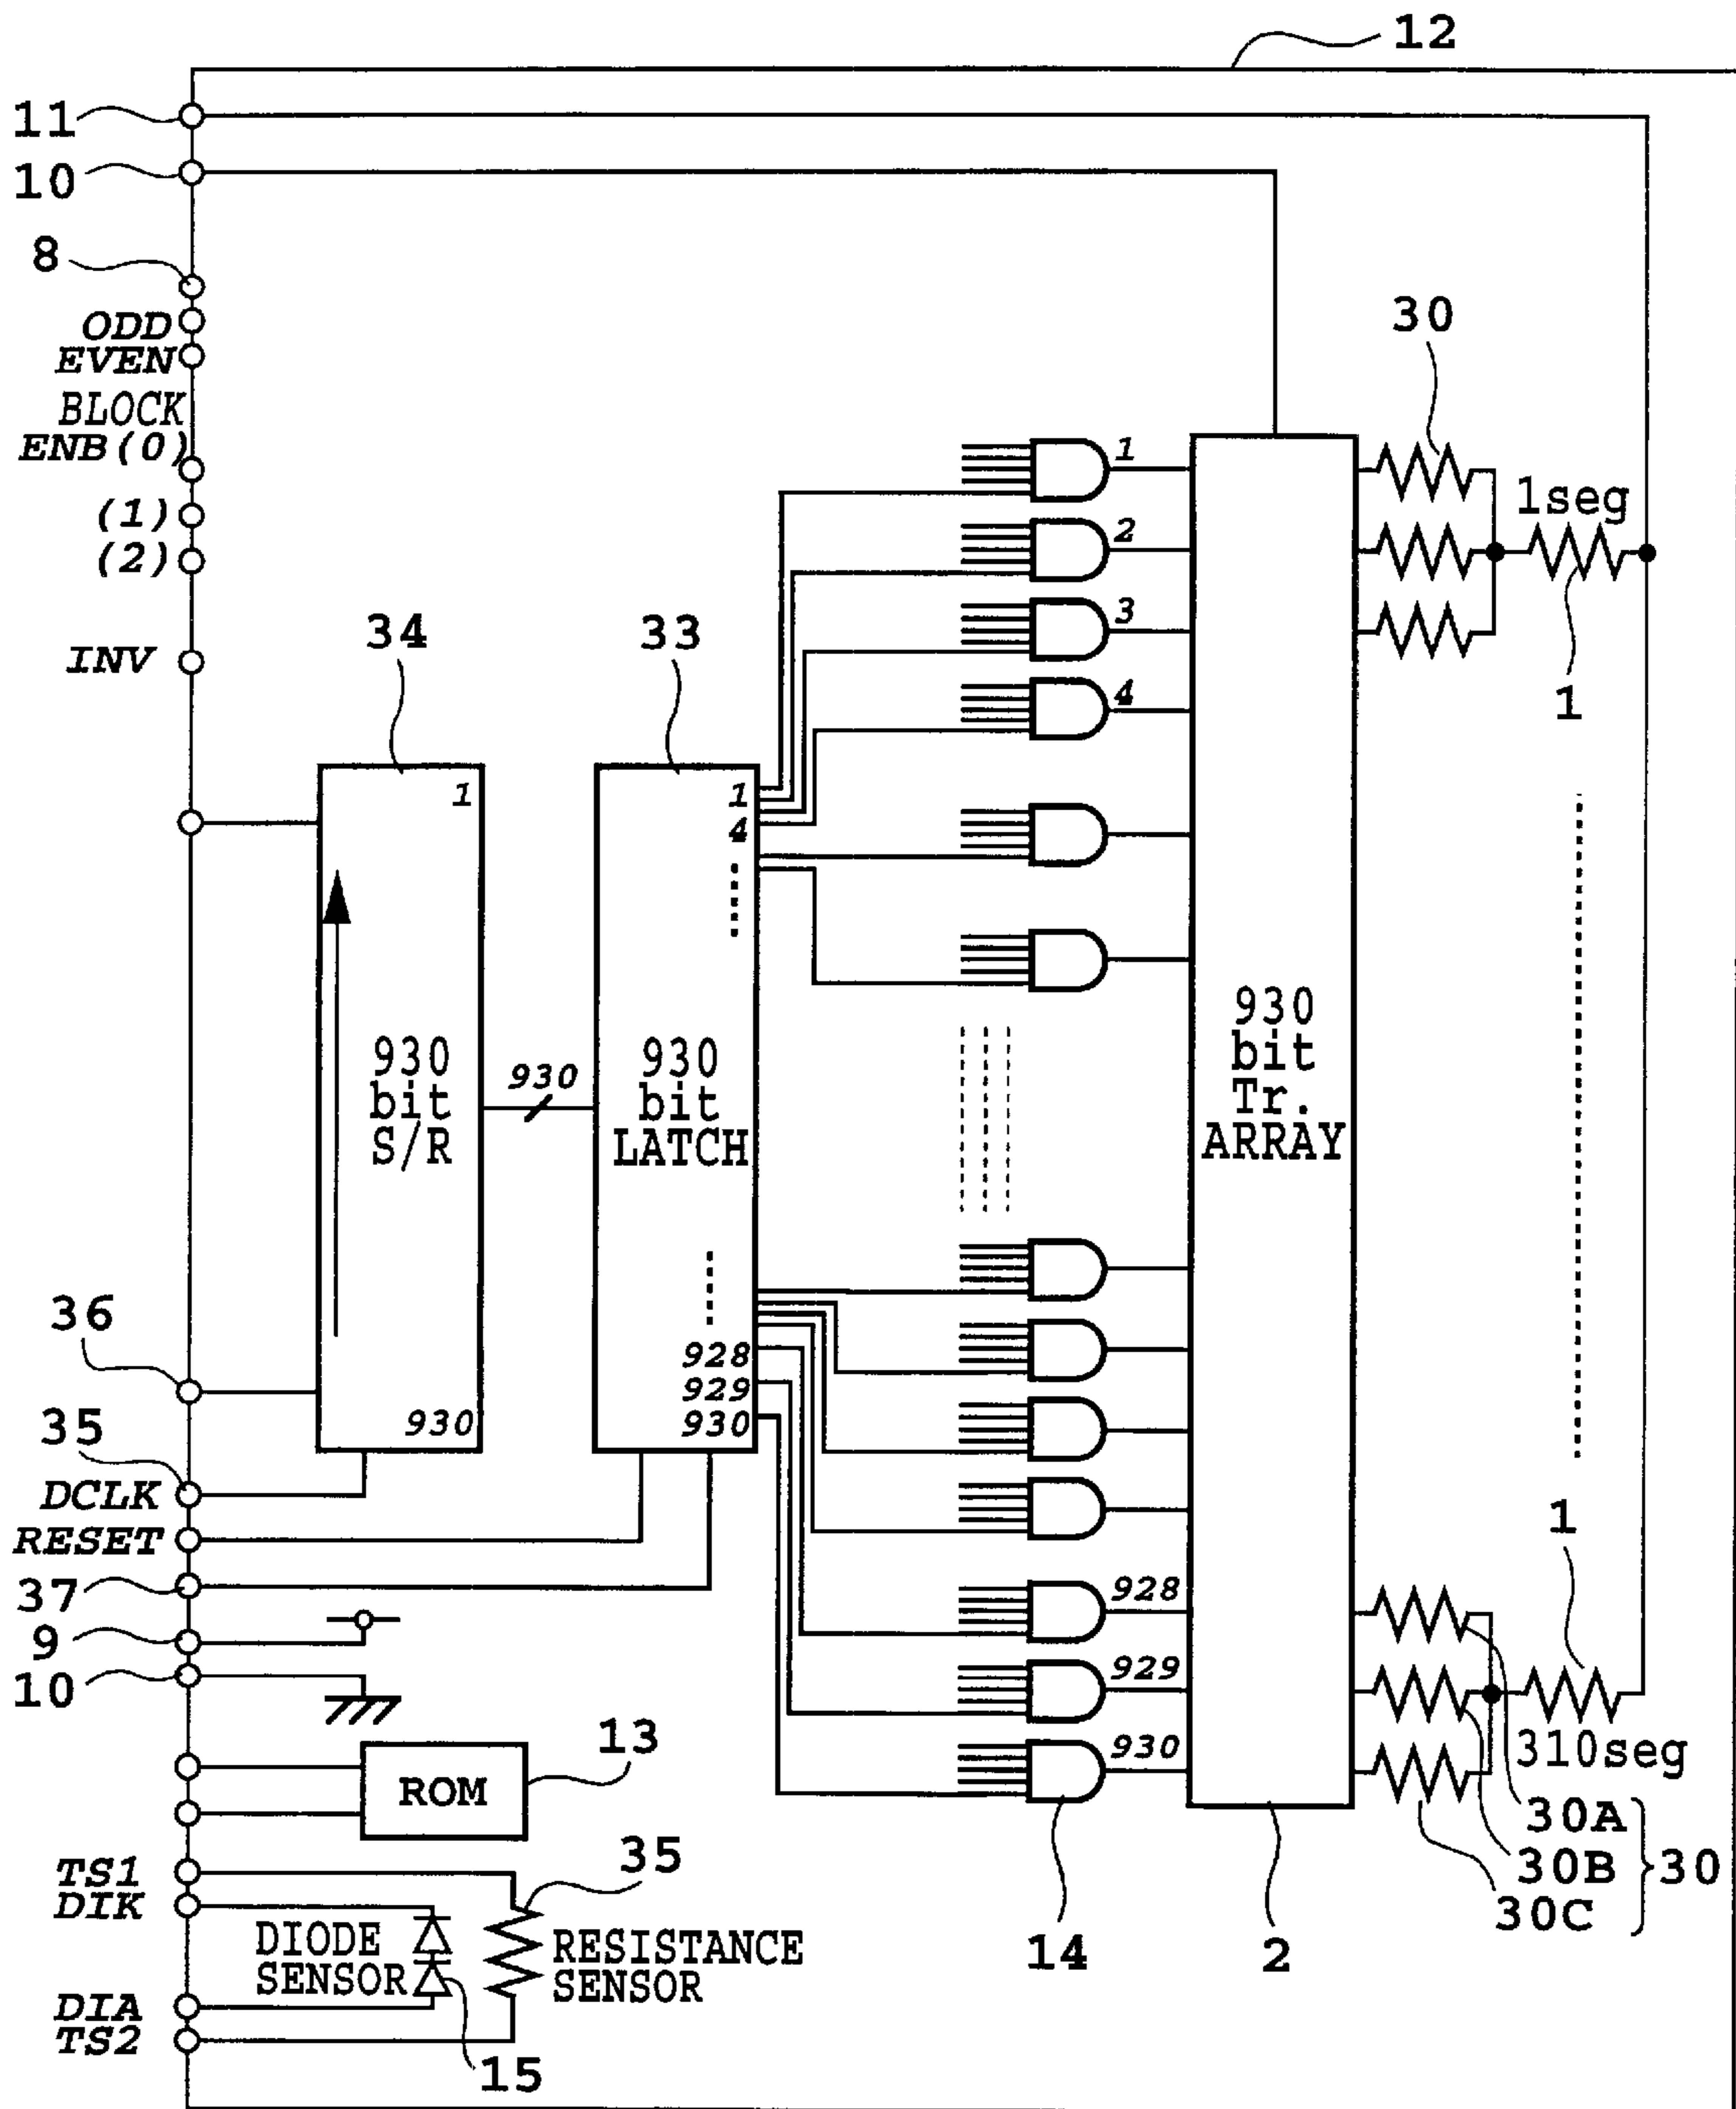 12
11
10
8
ODD
EVEN
BLOCK
ENB(0)
(1)
(2)
INV
34
33
1
2
3
4
30
1seg
1
1
1
4
930
bit
S/R
930
930
bit
LATCH
930
bit
Tr.
ARRAY
36
930
928
929
930
35
DCLK
RESET
37
9
10
928
929
930
1
310seg
30A
30B
30C
30
13
ROM
TS1
DIK
DIODE
SENSOR
35
RESISTANCE
SENSOR
DIA
TS2
15
14
2